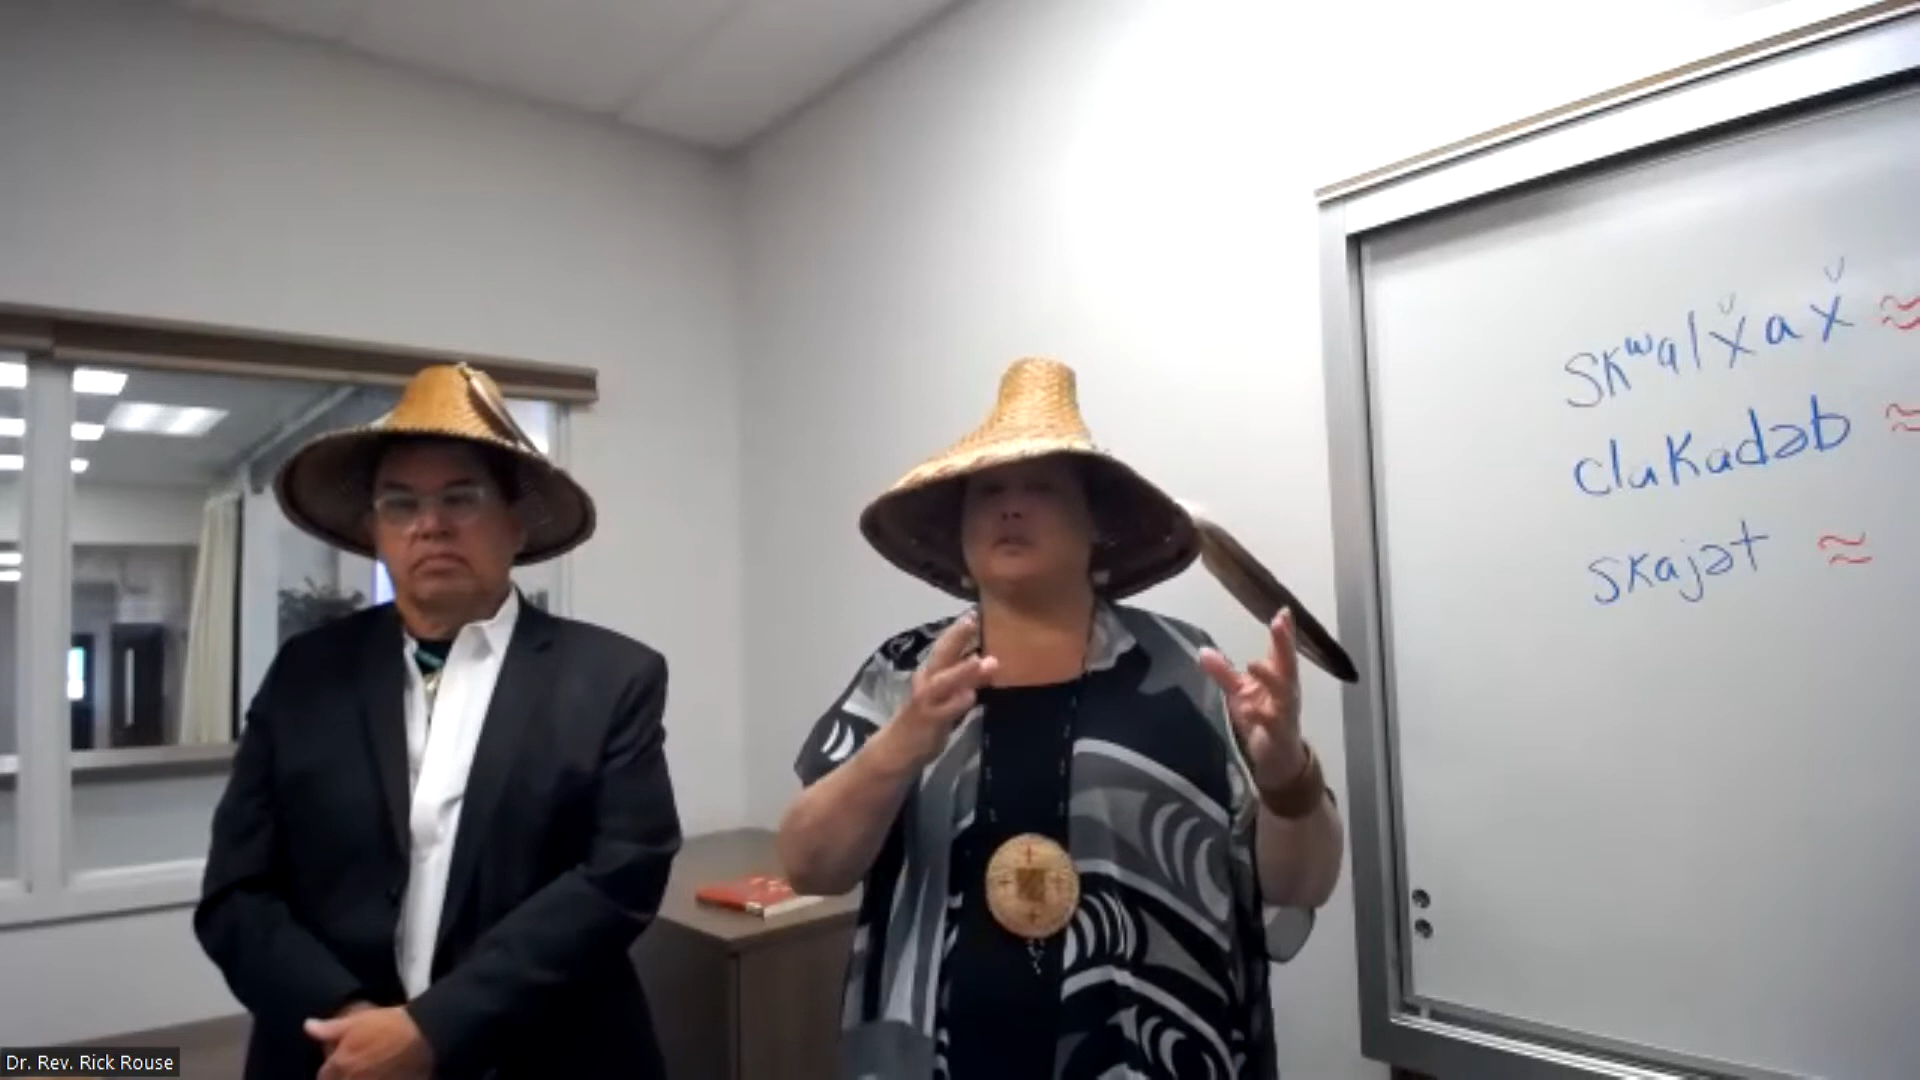 skʷalx̌ax̌ ≈
clakadəb ≈
skajət ≈
Dr. Rev. Rick Rouse